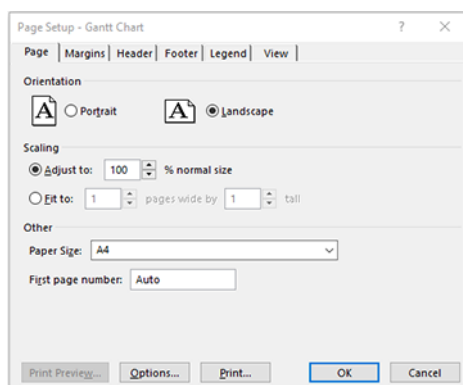 Page Setup - Gantt Chart ? ×
Page Margins Header Footer Legend View
Orientation
A Portrait A Landscape
Scaling
Adjust to: 100 % normal size
Fit to: 1 pages wide by 1 tall
Other
Paper Size: A4
First page number: Auto
Print Preview... Options... Print... OK Cancel